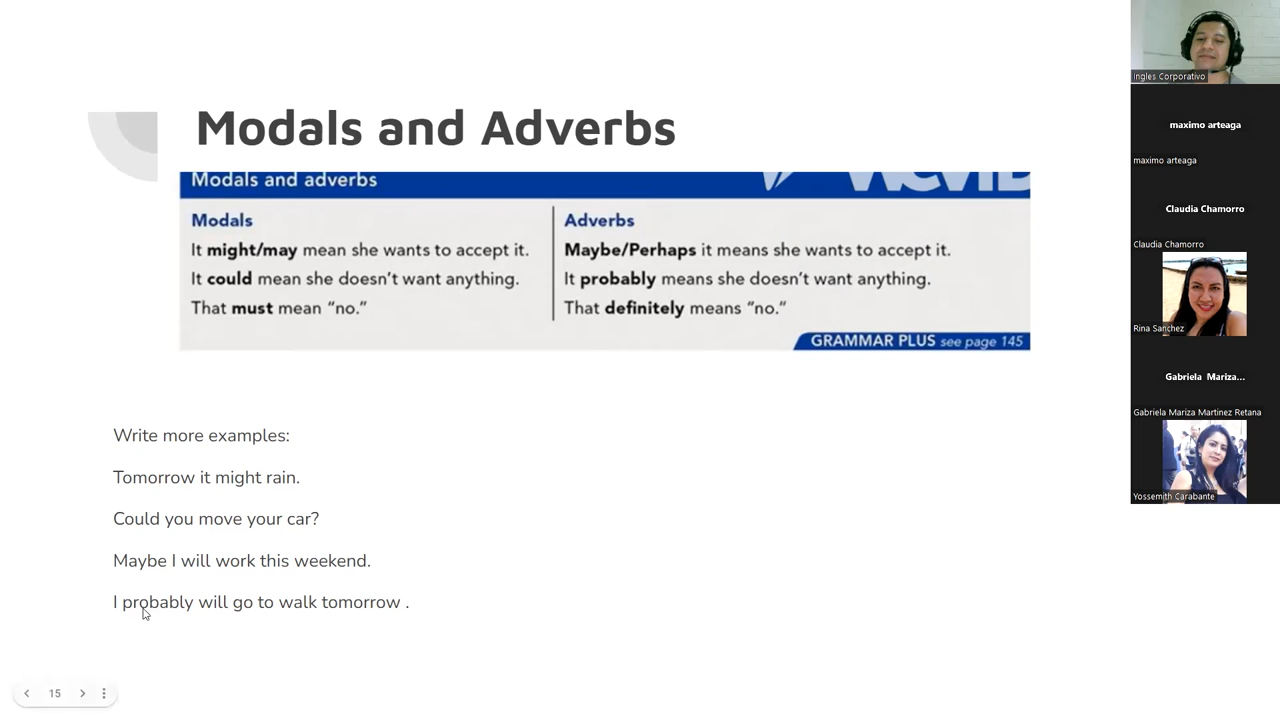 Modals and Adverbs
Modals and adverbs
Modals
It might/may mean she wants to accept it.
It could mean she doesn't want anything.
That must mean “no.”
Adverbs
Maybe/Perhaps it means she wants to accept it.
It probably means she doesn't want anything.
That definitely means “no.”
GRAMMAR PLUS see page 145
Write more examples:
Tomorrow it might rain.
Could you move your car?
Maybe I will work this weekend.
I probably will go to walk tomorrow .
15
Ingles Corporativo
maximo arteaga
maximo arteaga
Claudia Chamorro
Claudia Chamorro
Rina Sanchez
Gabriela Mariza...
Gabriela Mariza Martinez Retana
Yossemith Carabante